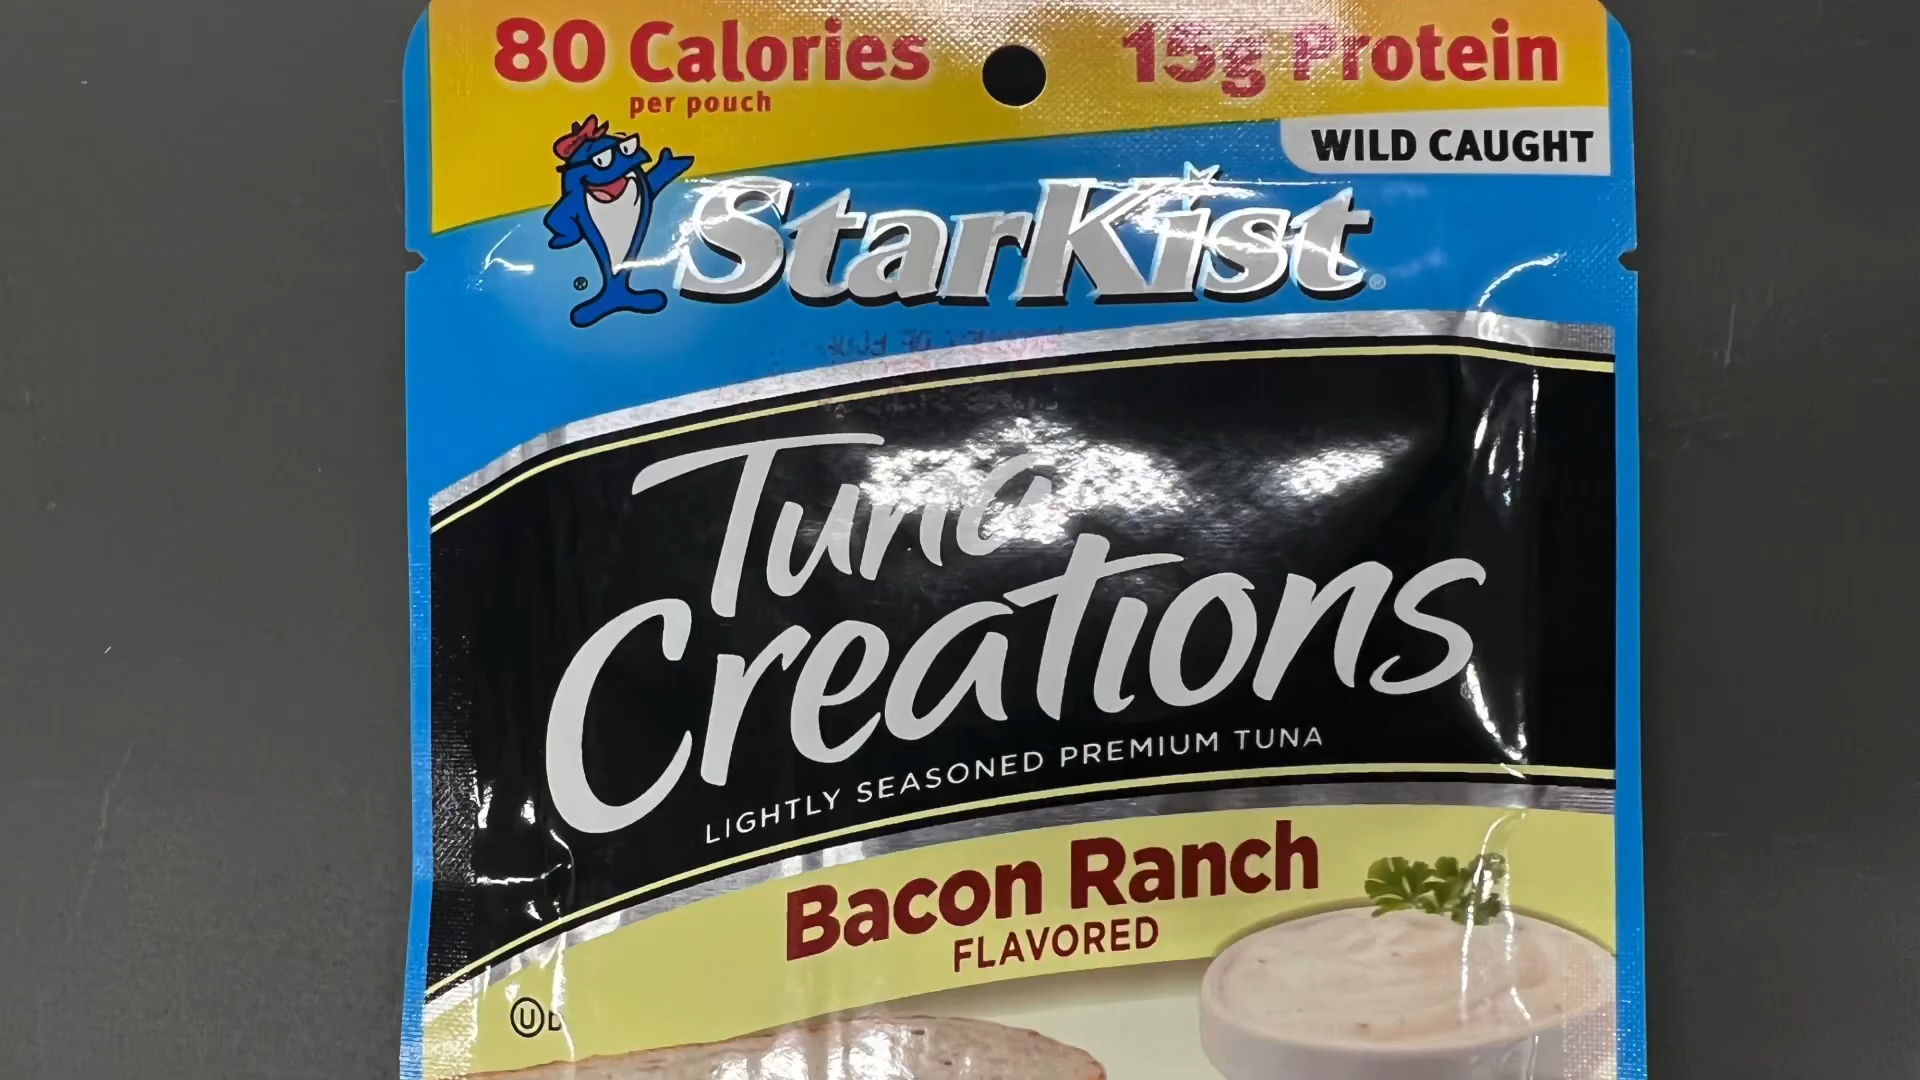 80 Calories
per pouch
15g Protein
WILD CAUGHT
StarKist®
Tuna
Creations
LIGHTLY SEASONED PREMIUM TUNA
Bacon Ranch
FLAVORED
U D